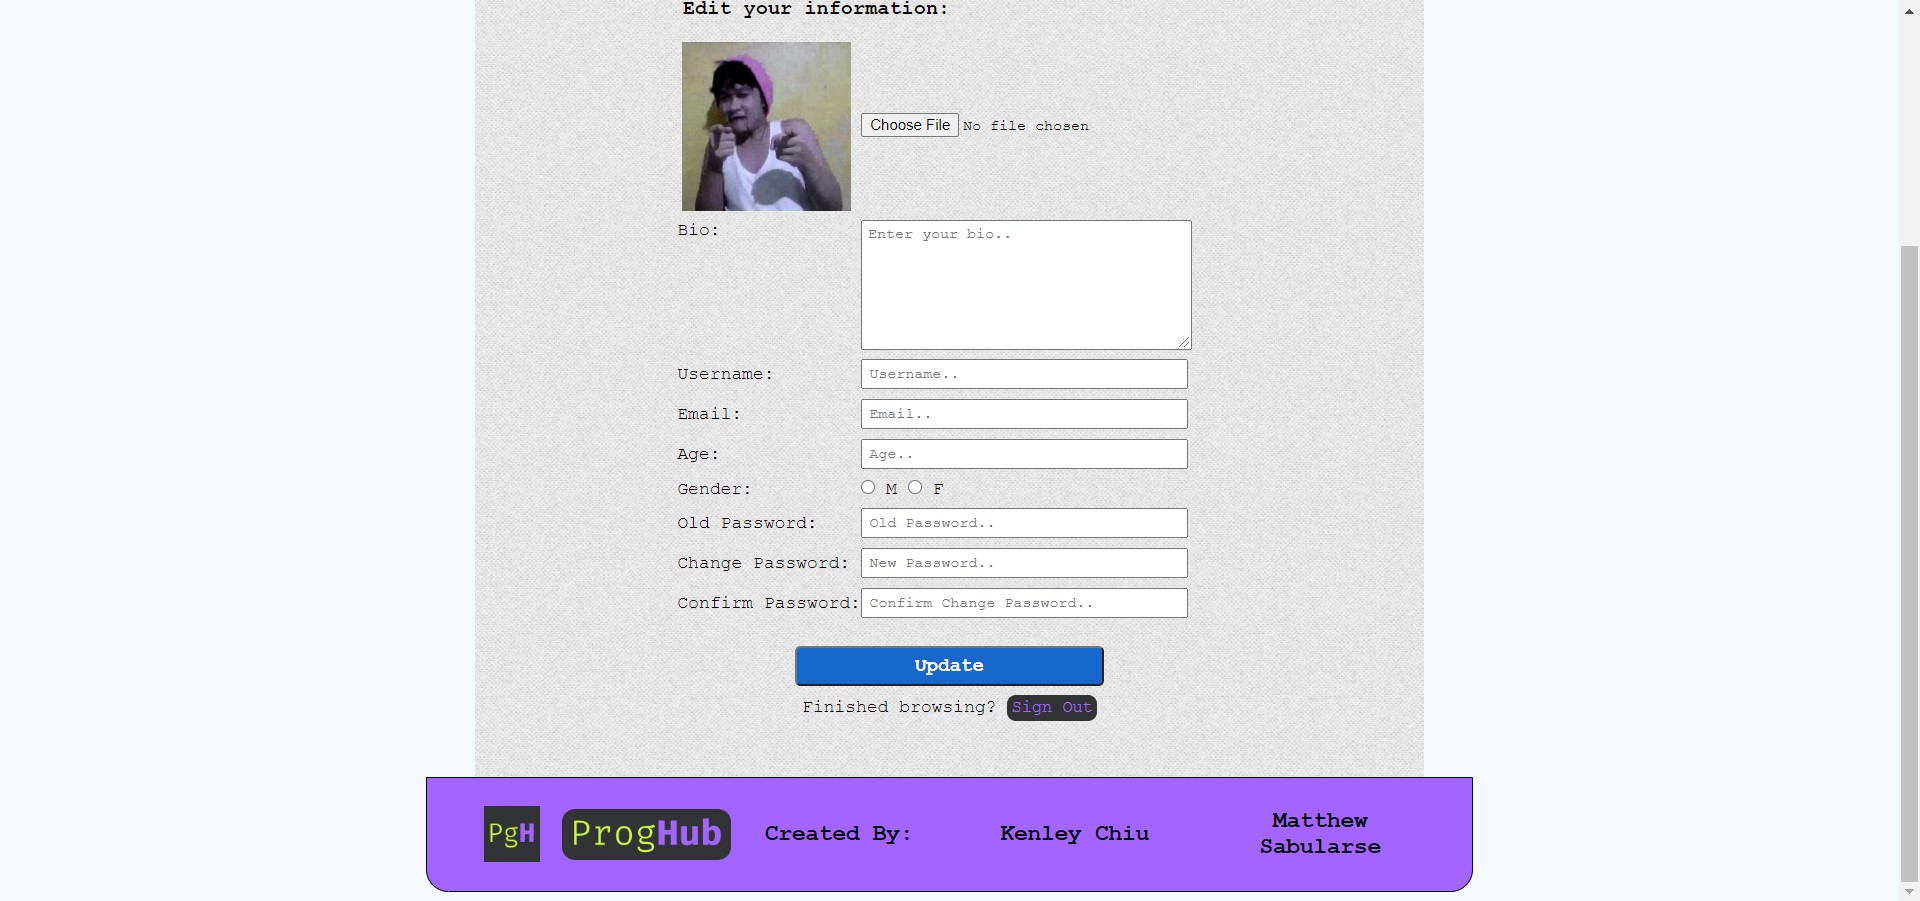 Edit your information:
Choose File No file chosen
Bio:
Enter your bio..
Username:
Username..
Email:
Email..
Age:
Age..
Gender:
M F
Old Password:
Old Password..
Change Password:
New Password..
Confirm Password:
Confirm Change Password..
Update
Finished browsing? Sign Out
PgH
ProgHub
Created By:
Kenley Chiu
Matthew
Sabularse